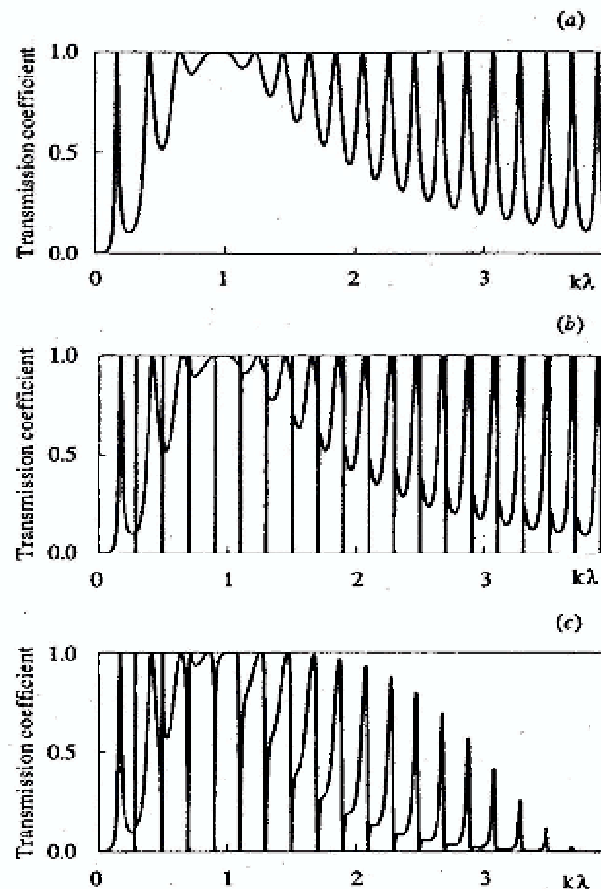 (a)
Transmission coefficient
1.0
0.5
0.0
0 1 2 3 kλ
(b)
Transmission coefficient
1.0
0.5
0.0
0 1 2 3 kλ
(c)
Transmission coefficient
1.0
0.5
0.0
0 1 2 3 kλ